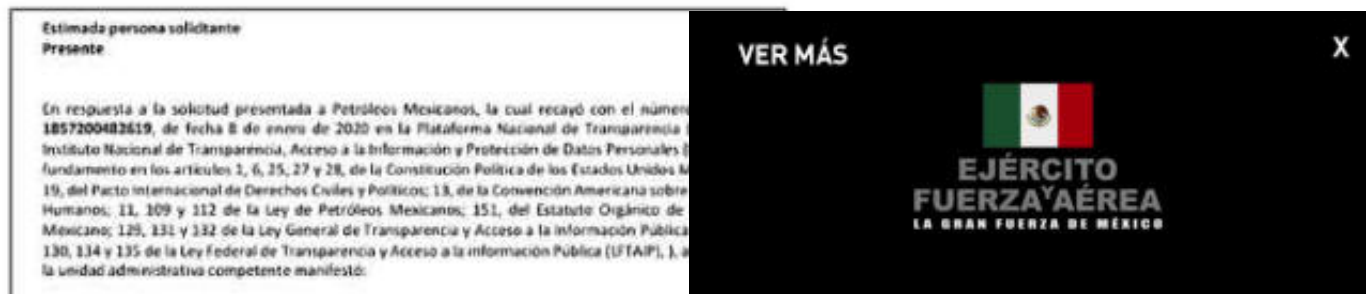 Estimada persona solicitante
Presente
En respuesta a la solicitud presentada a Petróleos Mexicanos, la cual recayó con el número
1857200482619, de fecha 8 de enero de 2020 en la Plataforma Nacional de Transparencia
Instituto Nacional de Transparencia, Acceso a la Información y Protección de Datos Personales
fundamento en los artículos 1, 6, 25, 27 y 28, de la Constitución Política de los Estados Unidos M
19, del Pacto Internacional de Derechos Civiles y Políticos; 13, de la Convención Americana sobre
Humanos; 11, 109 y 112 de la Ley de Petróleos Mexicanos; 151, del Estatuto Orgánico de
Mexicano; 129, 131 y 132 de la Ley General de Transparencia y Acceso a la Información Pública
130, 134 y 135 de la Ley Federal de Transparencia y Acceso a la información Pública (LFTAIP), ), a
la unidad administrativa competente manifestó:
VER MÁS
X
EJÉRCITO
Y
FUERZA AÉREA
LA GRAN FUERZA DE MÉXICO